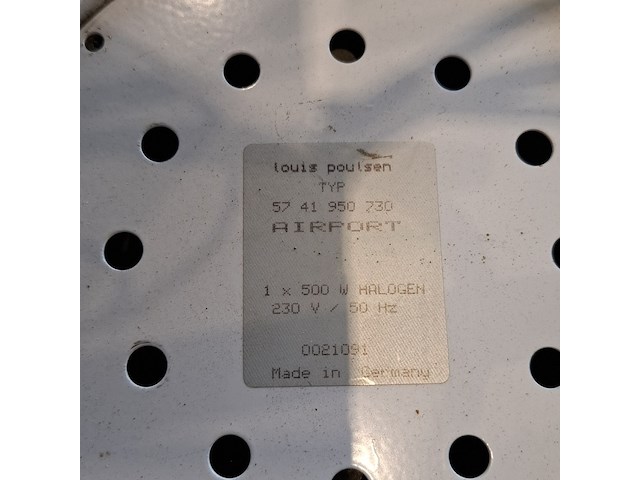 louis poulsen
TYP
57 41 950 730
AIRPORT
1 x 500 W HALOGEN
230 V / 50 Hz
0021091
Made in Germany